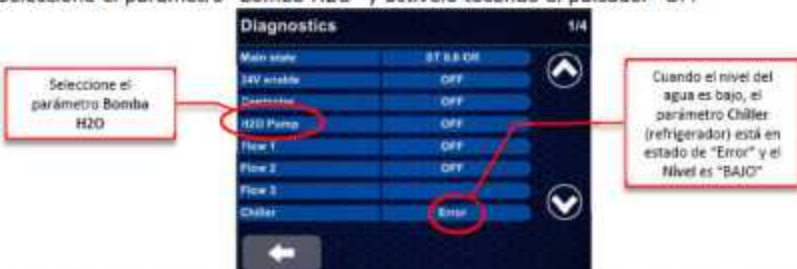 Seleccione el parámetro "Bomba H2O" y actívelo tocando el pulsador "OFF"
Diagnostics 1/4
Main state
24V enable OFF
Contactor OFF
H2O Pump OFF
Flow 1 OFF
Flow 2 OFF
Flow 3
Chiller Error
Seleccione el
parámetro Bomba
H2O
Cuando el nivel del
agua es bajo, el
parámetro Chiller
(refrigerador) está en
estado de "Error" y el
Nivel es "BAJO"